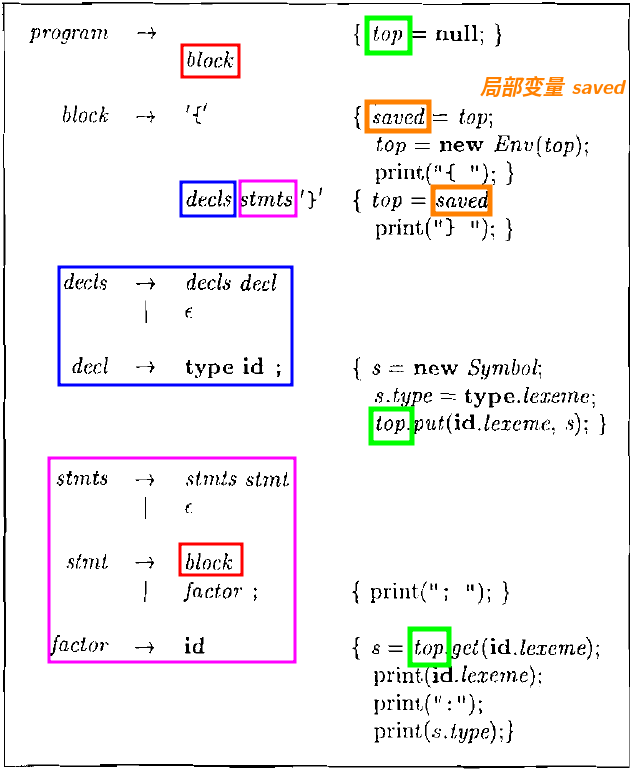 program → { top = null; }
block
局部变量 saved
block → '{' { saved = top;
top = new Env(top);
print("{ "); }
decls stmts '}' { top = saved
print("} "); }
decls → decls decl
| ϵ
decl → type id ; { s = new Symbol;
s.type = type.lexeme;
top.put(id.lexeme, s); }
stmts → stmts stmt
| ϵ
stmt → block
| factor ; { print("; "); }
factor → id { s = top.get(id.lexeme);
print(id.lexeme);
print(":");
print(s.type);}